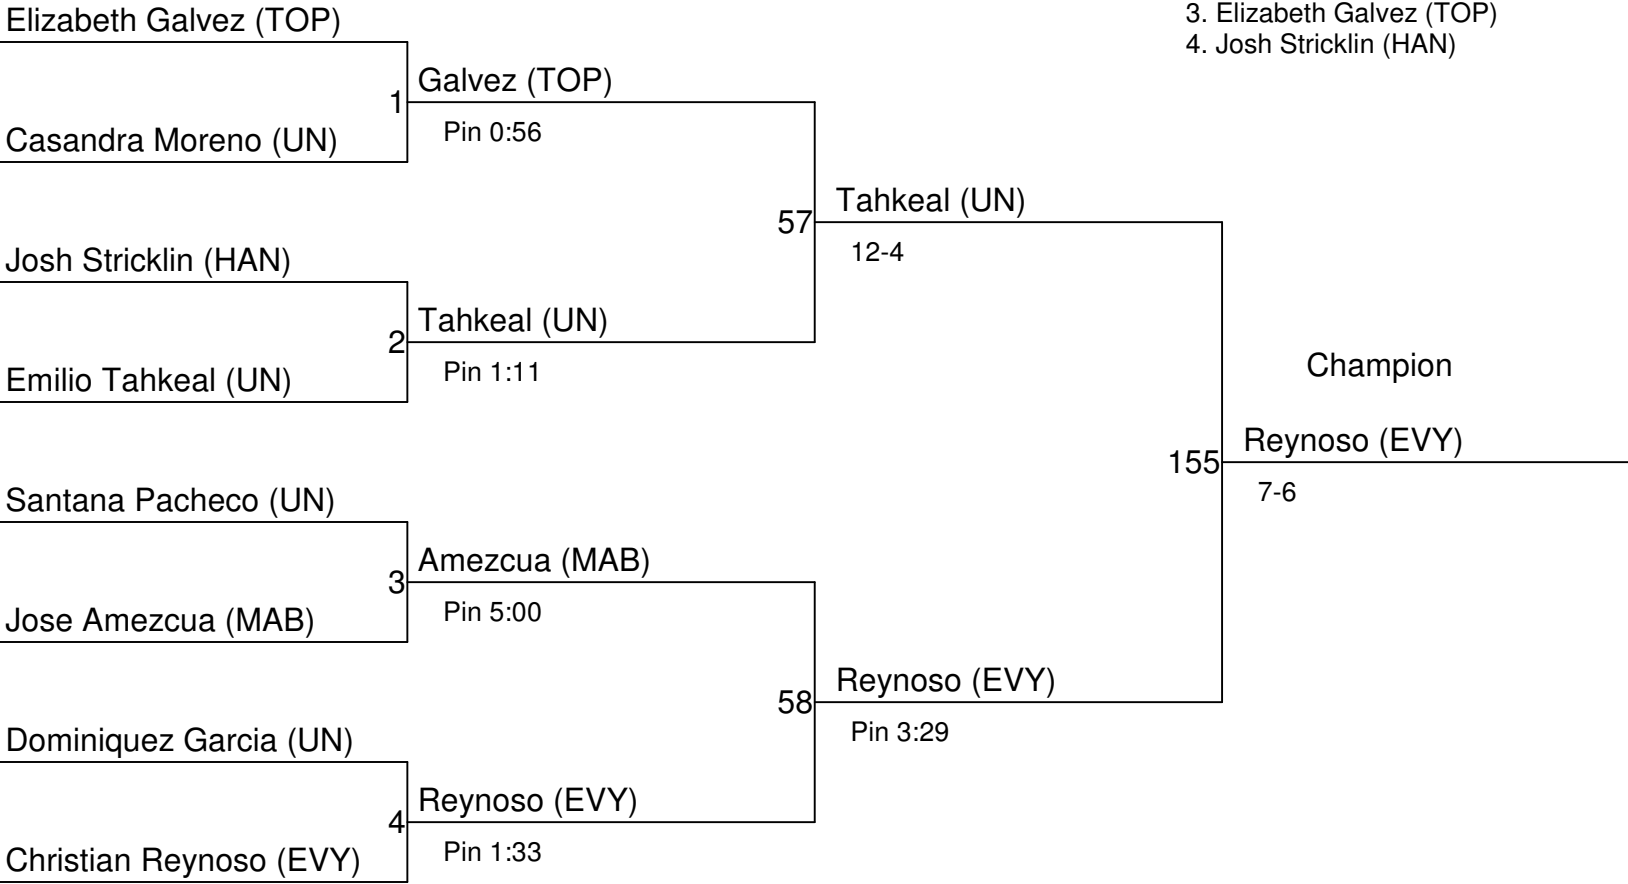 3. Elizabeth Galvez (TOP)
4. Josh Stricklin (HAN)
Elizabeth Galvez (TOP)
Galvez (TOP)
1
Pin 0:56
Casandra Moreno (UN)
Tahkeal (UN)
57
12-4
Josh Stricklin (HAN)
Tahkeal (UN)
2
Pin 1:11
Emilio Tahkeal (UN)
Champion
Reynoso (EVY)
155
7-6
Santana Pacheco (UN)
Amezcua (MAB)
3
Pin 5:00
Jose Amezcua (MAB)
Reynoso (EVY)
58
Pin 3:29
Dominiquez Garcia (UN)
Reynoso (EVY)
4
Pin 1:33
Christian Reynoso (EVY)